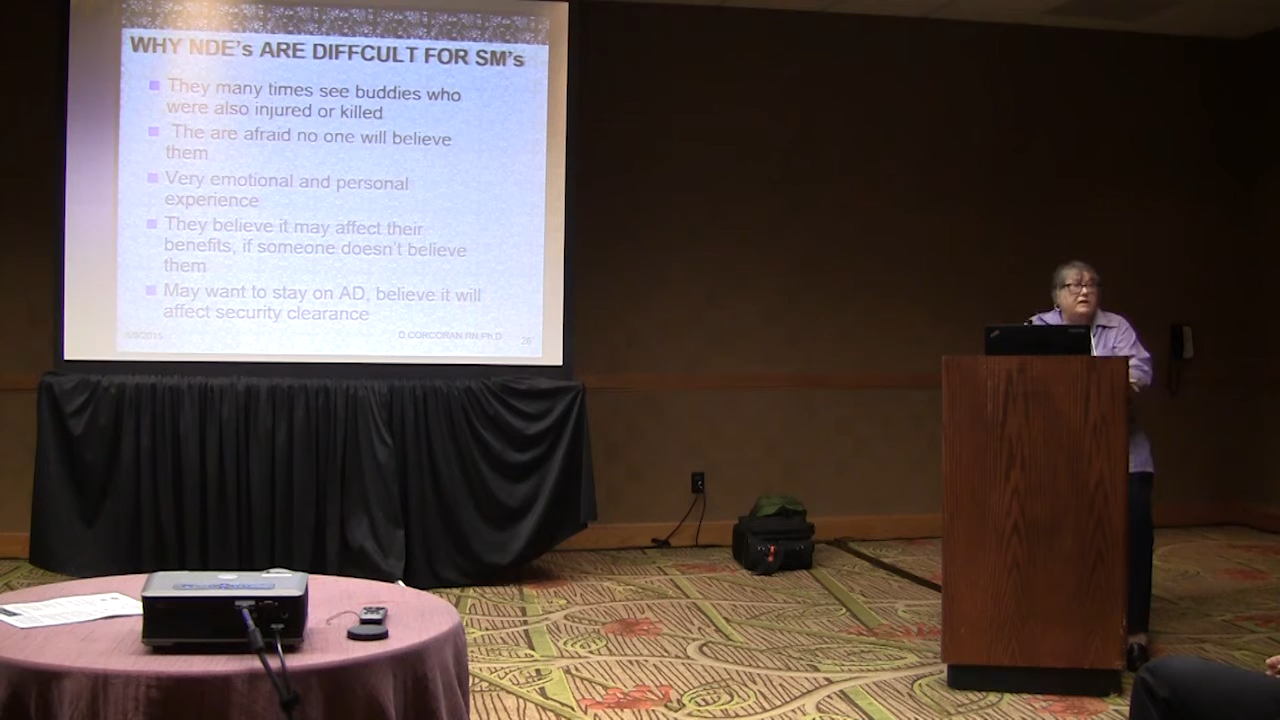 WHY NDE's ARE DIFFCULT FOR SM's
They many times see buddies who
were also injured or killed
The are afraid no one will believe
them
Very emotional and personal
experience
They believe it may affect their
benefits, if someone doesn't believe
them
May want to stay on AD, believe it will
affect security clearance
D.CORCORAN RN Ph.D 26